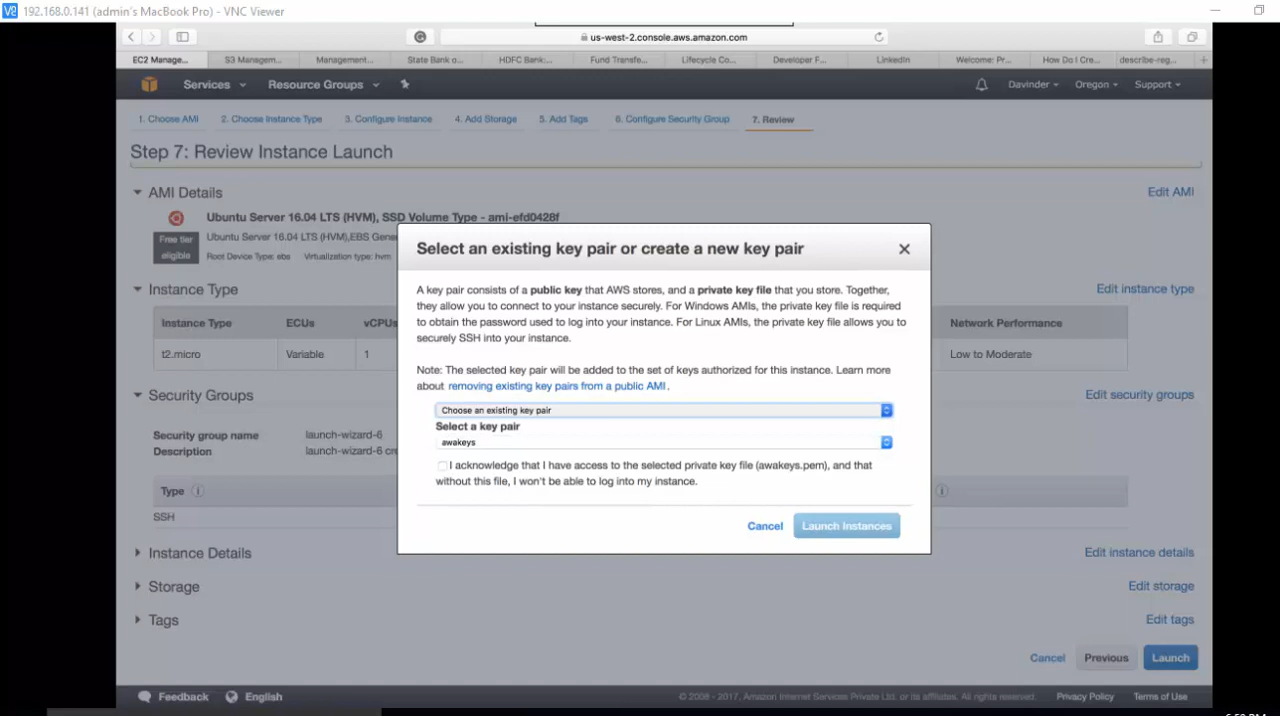 192.168.0.141 (admin's MacBook Pro) - VNC Viewer
us-west-2.console.aws.amazon.com
EC2 Manage... S3 Managem... Management... State Bank o... HDFC Bank:... Fund Transfe... Lifecycle Co... Developer F... LinkedIn Welcome: Pr... How Do I Cre... describe-reg...
Services Resource Groups Davinder Oregon Support
1. Choose AMI 2. Choose Instance Type 3. Configure Instance 4. Add Storage 5. Add Tags 6. Configure Security Group 7. Review
Step 7: Review Instance Launch
AMI Details Edit AMI
Ubuntu Server 16.04 LTS (HVM), SSD Volume Type - ami-efd0428f
Free tier eligible
Ubuntu Server 16.04 LTS (HVM),EBS Gene
Root Device Type: ebs Virtualization type: hvm
Instance Type Edit instance type
Instance Type ECUs vCPUs Network Performance
t2.micro Variable 1 Low to Moderate
Security Groups Edit security groups
Security group name launch-wizard-6
Description launch-wizard-6 cre
Type
SSH
Instance Details Edit instance details
Storage Edit storage
Tags Edit tags
Select an existing key pair or create a new key pair
A key pair consists of a public key that AWS stores, and a private key file that you store. Together,
they allow you to connect to your instance securely. For Windows AMIs, the private key file is required
to obtain the password used to log into your instance. For Linux AMIs, the private key file allows you to
securely SSH into your instance.
Note: The selected key pair will be added to the set of keys authorized for this instance. Learn more
about removing existing key pairs from a public AMI.
Choose an existing key pair
Select a key pair
awakeys
I acknowledge that I have access to the selected private key file (awakeys.pem), and that
without this file, I won't be able to log into my instance.
Cancel Launch Instances
Cancel Previous Launch
Feedback English © 2008 - 2017, Amazon Internet Services Private Ltd. or its affiliates. All rights reserved. Privacy Policy Terms of Use